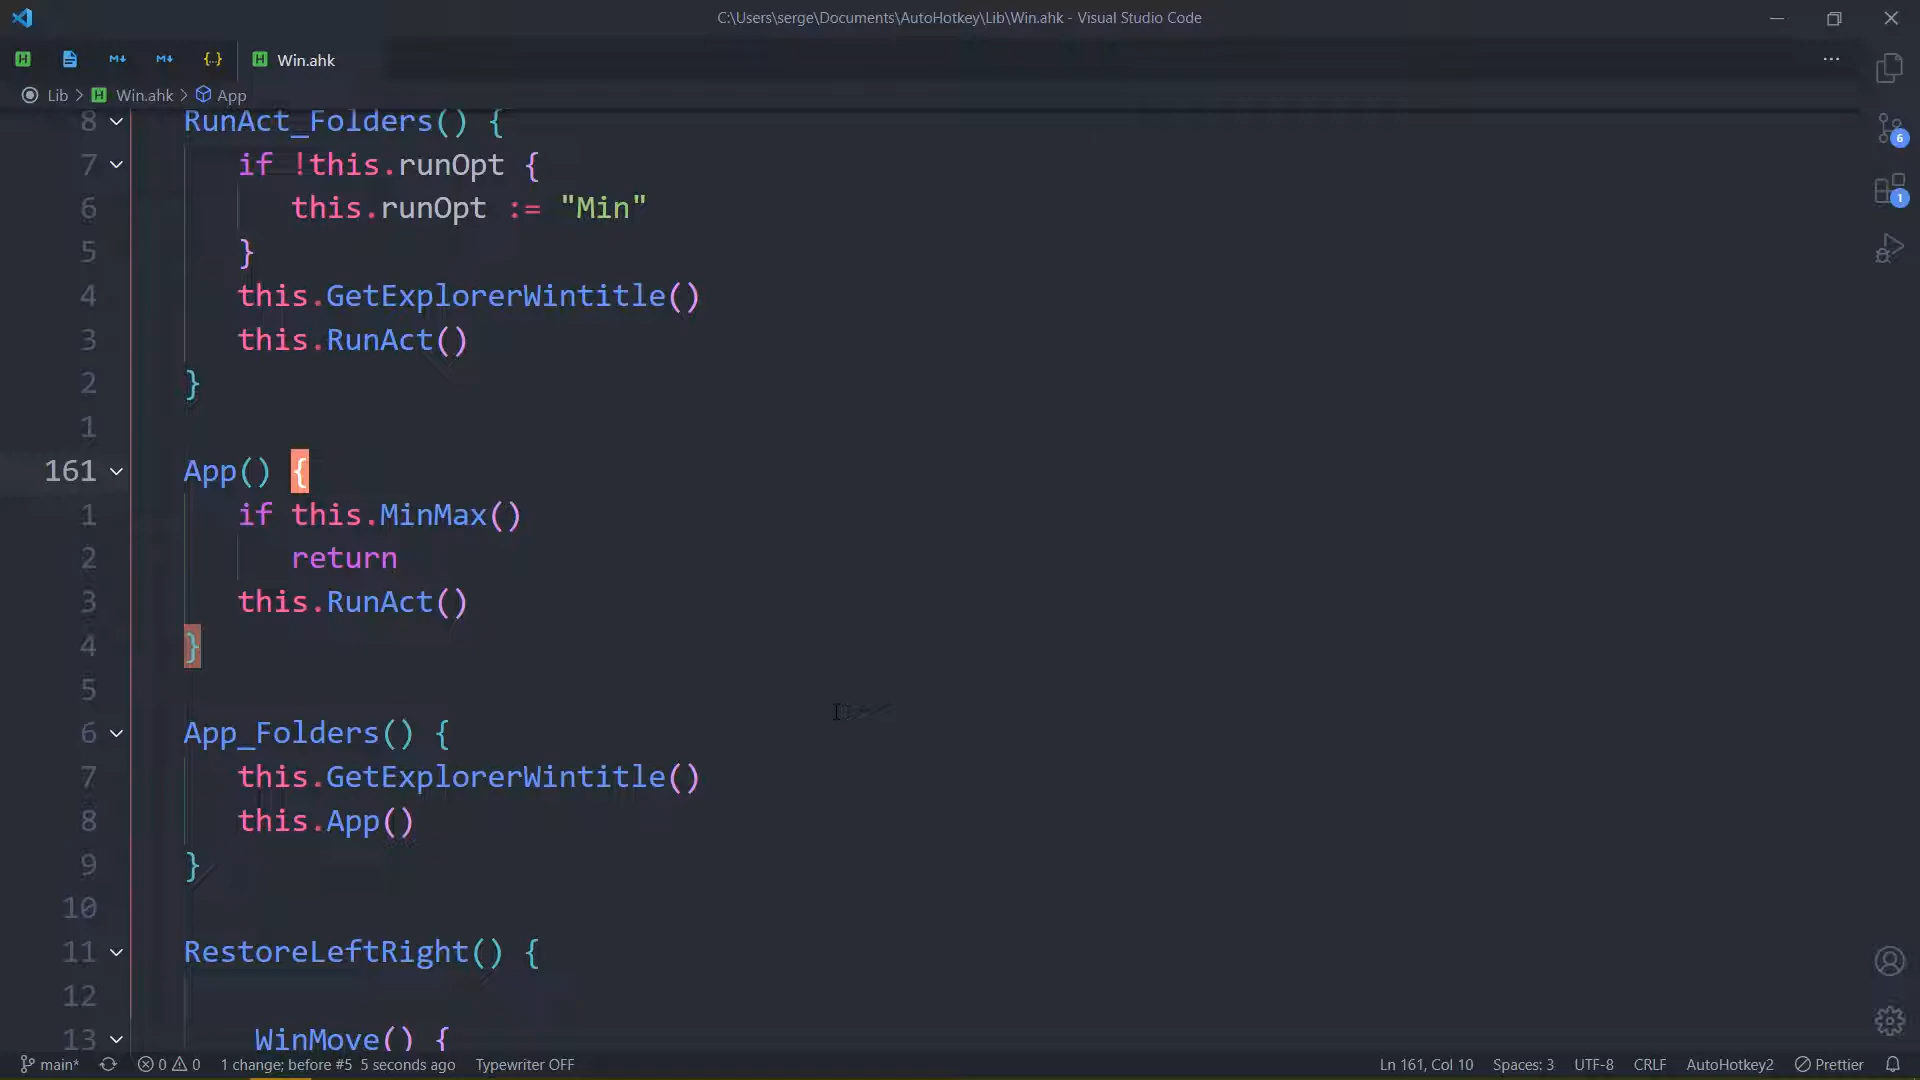 C:\Users\serge\Documents\AutoHotkey\Lib\Win.ahk - Visual Studio Code
H M↓ M↓ {..} H Win.ahk ...
Lib > H Win.ahk > App
8 RunAct_Folders() {
7 if !this.runOpt {
6 this.runOpt := "Min"
5 }
4 this.GetExplorerWintitle()
3 this.RunAct()
2 }
1
161 App() {
1 if this.MinMax()
2 return
3 this.RunAct()
4 }
5
6 App_Folders() {
7 this.GetExplorerWintitle()
8 this.App()
9 }
10
11 RestoreLeftRight() {
12
13 WinMove() {
6
1
main* 0 0 1 change; before #5 5 seconds ago Typewriter OFF Ln 161, Col 10 Spaces: 3 UTF-8 CRLF AutoHotkey2 Prettier